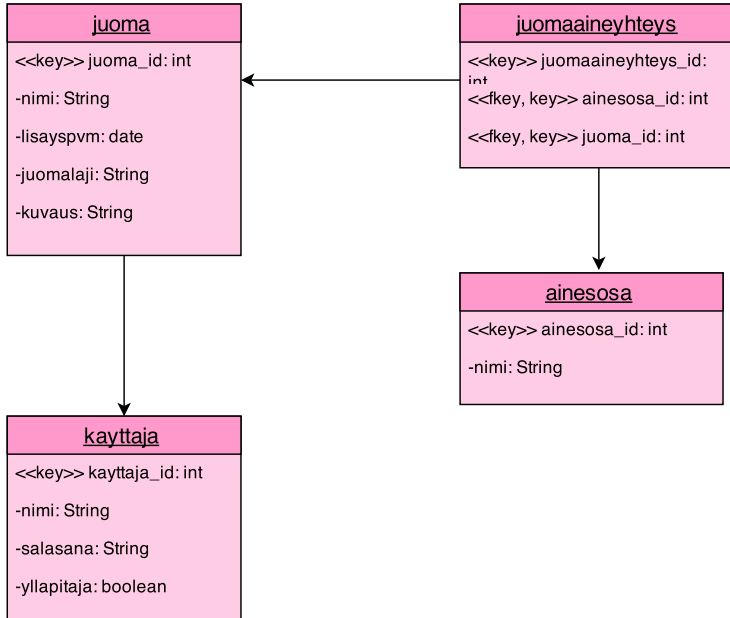 juoma
<<key>> juoma_id: int
-nimi: String
-lisayspvm: date
-juomalaji: String
-kuvaus: String
juomaaineyhteys
<<key>> juomaaineyhteys_id:
int
<<fkey, key>> ainesosa_id: int
<<fkey, key>> juoma_id: int
ainesosa
<<key>> ainesosa_id: int
-nimi: String
kayttaja
<<key>> kayttaja_id: int
-nimi: String
-salasana: String
-yllapitaja: boolean